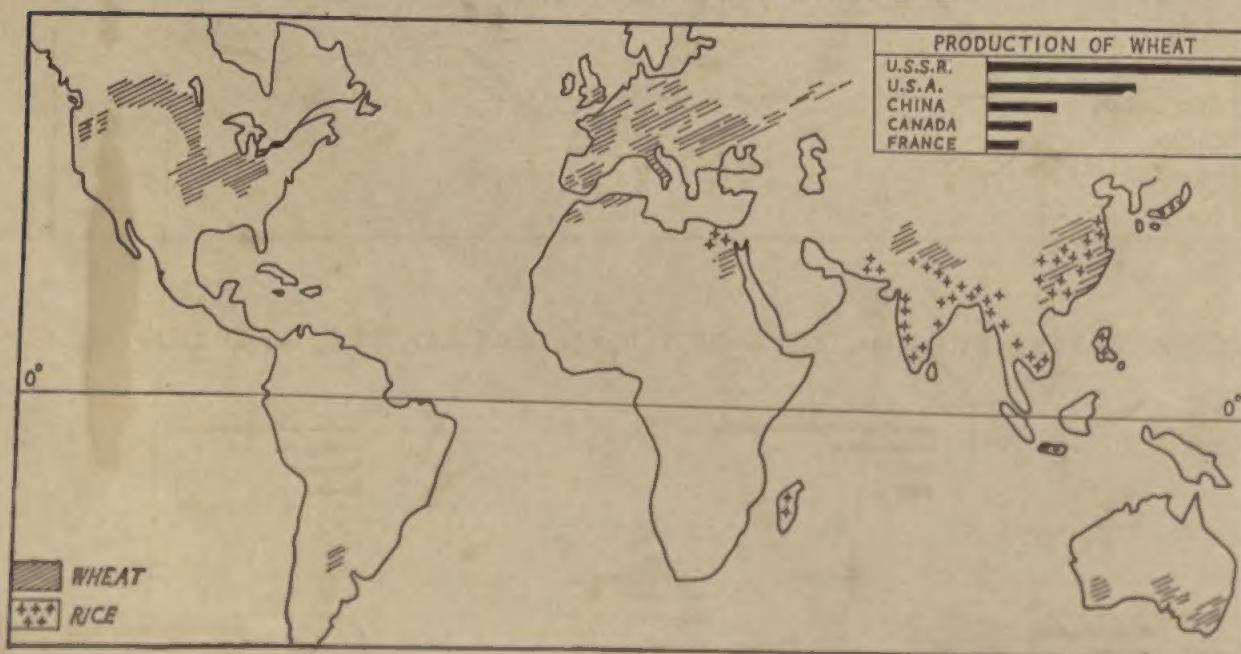 PRODUCTION OF WHEAT
U.S.S.R.
U.S.A.
CHINA
CANADA
FRANCE
0°
0°
WHEAT
RICE